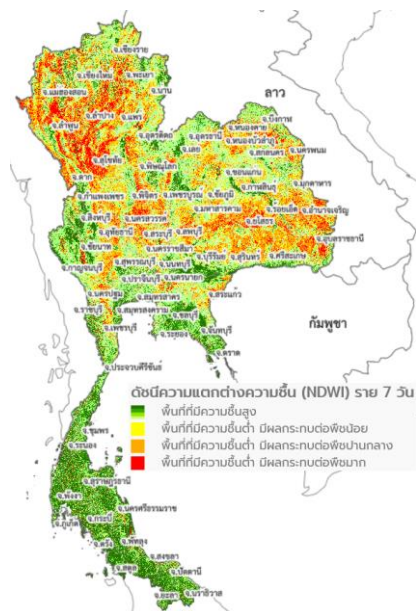 จ.เชียงราย
จ.เชียงใหม่
จ.พะเยา
จ.น่าน
ลาว
จ.แม่ฮ่องสอน
จ.ลำปาง
จ.แพร่
จ.ลำพูน
จ.อุตรดิตถ์
จ.บึงกาฬ
จ.อุดรธานี
จ.หนองคาย
จ.เลย
จ.หนองบัวลำภู
จ.นครพนม
จ.สุโขทัย
จ.พิษณุโลก
จ.สกลนคร
จ.ตาก
จ.ขอนแก่น
จ.กำแพงเพชร
จ.พิจิตร
จ.เพชรบูรณ์
จ.ชัยภูมิ
จ.กาฬสินธุ์
จ.มุกดาหาร
จ.สิงห์บุรี
จ.นครสวรรค์
จ.มหาสารคาม
จ.ร้อยเอ็ด
จ.อำนาจเจริญ
จ.อุทัยธานี
จ.สระบุรี
จ.ลพบุรี
จ.ยโสธร
จ.ชัยนาท
จ.นครราชสีมา
จ.อุบลราชธานี
จ.สุพรรณบุรี
จ.นนทบุรี
จ.บุรีรัมย์
จ.สุรินทร์
จ.ศรีสะเกษ
จ.กาญจนบุรี
จ.ปราจีนบุรี
จ.นครนายก
จ.นครปฐม
จ.สมุทรสาคร
จ.สระแก้ว
จ.ราชบุรี
จ.สมุทรสงคราม
จ.ชลบุรี
จ.เพชรบุรี
จ.ระยอง
จ.จันทบุรี
กัมพูชา
จ.ตราด
จ.ประจวบคีรีขันธ์
ดัชนีความแตกต่างความชื้น (NDWI) ราย 7 วัน
พื้นที่ที่มีความชื้นสูง
พื้นที่ที่มีความชื้นต่ำ มีผลกระทบต่อพืชน้อย
พื้นที่ที่มีความชื้นต่ำ มีผลกระทบต่อพืชปานกลาง
พื้นที่ที่มีความชื้นต่ำ มีผลกระทบต่อพืชมาก
จ.ชุมพร
จ.ระนอง
จ.สุราษฎร์ธานี
จ.พังงา
จ.นครศรีธรรมราช
จ.ภูเก็ต
จ.กระบี่
จ.ตรัง
จ.พัทลุง
จ.สงขลา
จ.สตูล
จ.ปัตตานี
จ.ยะลา
จ.นราธิวาส